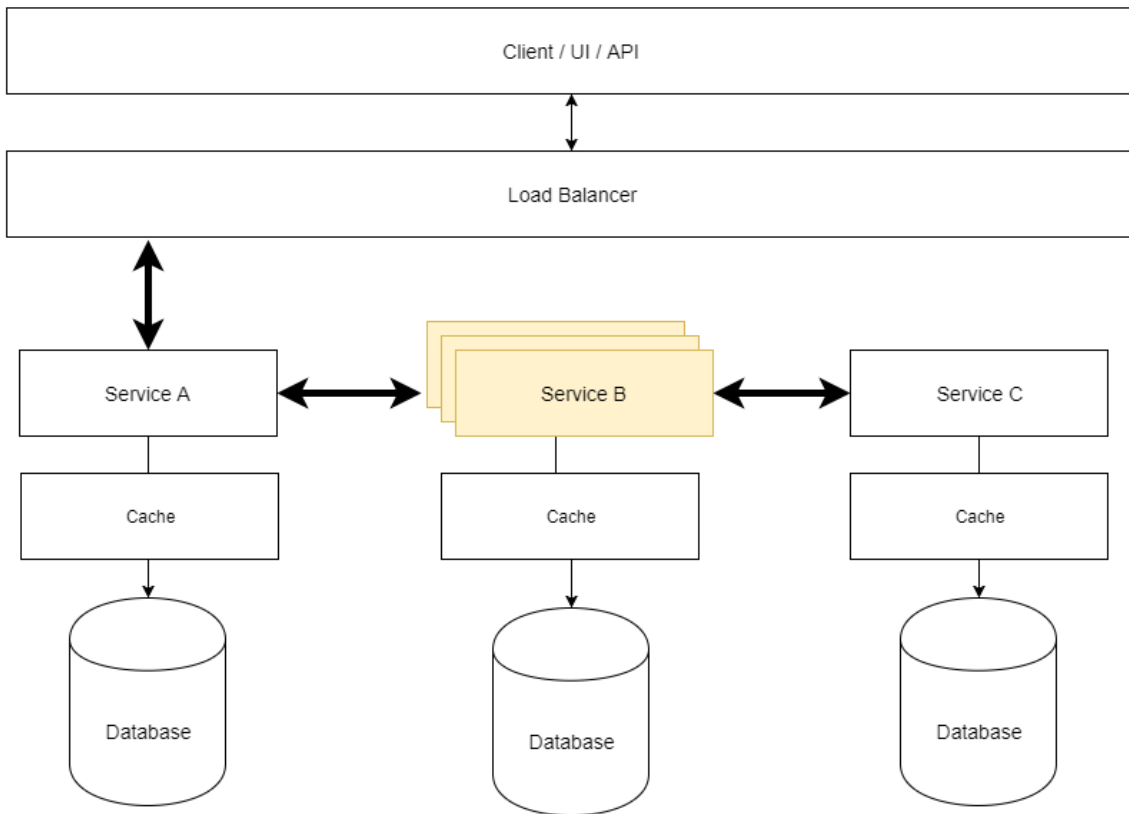 Client / UI / API
Load Balancer
Service A
Service B
Service C
Cache
Cache
Cache
Database
Database
Database